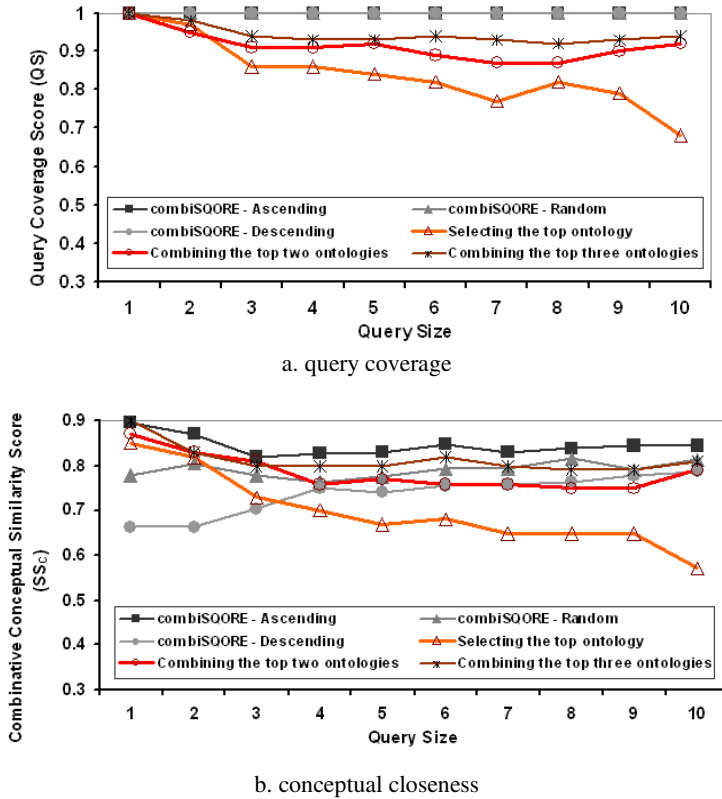 Query Coverage Score (QS)
1
0.9
0.8
0.7
0.6
0.5
0.4
0.3
combiSQORE - Ascending
combiSQORE - Random
combiSQORE - Descending
Selecting the top ontology
Combining the top two ontologies
Combining the top three ontologies
1 2 3 4 5 6 7 8 9 10
Query Size
a. query coverage
Combinative Conceptual Similarity Score
(SSc)
0.9
0.8
0.7
0.6
0.5
0.4
0.3
combiSQORE - Ascending
combiSQORE - Random
combiSQORE - Descending
Selecting the top ontology
Combining the top two ontologies
Combining the top three ontologies
1 2 3 4 5 6 7 8 9 10
Query Size
b. conceptual closeness